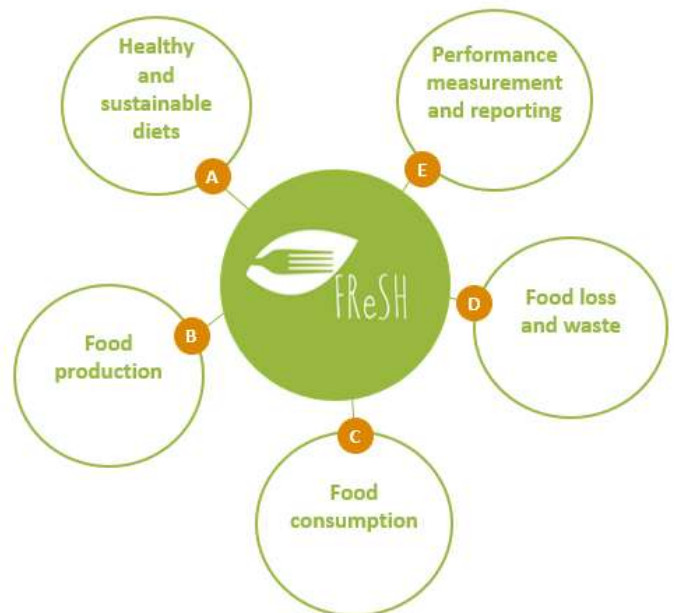 Healthy
and
sustainable
diets
A
Performance
measurement
and reporting
E
FReSH
B
Food
production
D
Food loss
and waste
C
Food
consumption